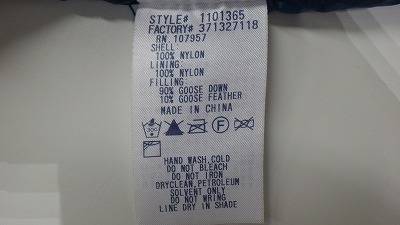 STYLE# 1101365
FACTORY# 371327118
RN 107957
SHELL:
100% NYLON
LINING:
100% NYLON
FILLING:
90% GOOSE DOWN
10% GOOSE FEATHER
MADE IN CHINA
HAND WASH,COLD
DO NOT BLEACH
DO NOT IRON
DRYCLEAN,PETROLEUM
SOLVENT ONLY
DO NOT WRING
LINE DRY IN SHADE